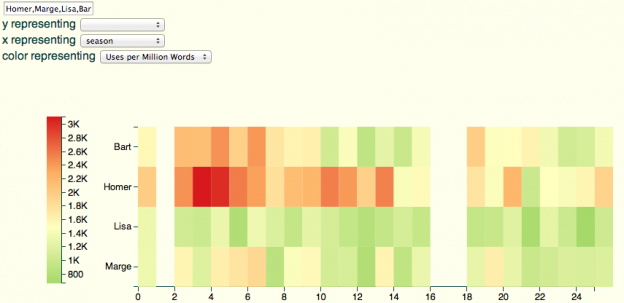 Homer,Marge,Lisa,Bar
y representing
x representing season
color representing Uses per Million Words
3K
2.8K
2.6K
2.4K
2.2K
2K
1.8K
1.6K
1.4K
1.2K
1K
800
Bart
Homer
Lisa
Marge
0 2 4 6 8 10 12 14 16 18 20 22 24